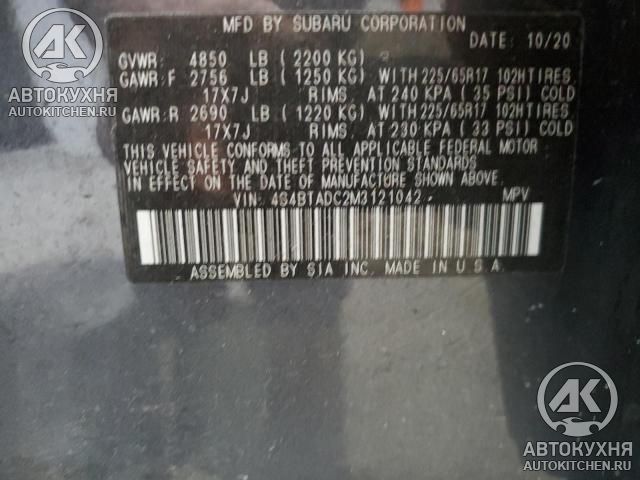 MFD BY SUBARU CORPORATION
DATE: 10/20
GVWR: 4850 LB ( 2200 KG)
GAWR:F 2756 LB ( 1250 KG) WITH 225/65R17 102H TIRES,
17X7J RIMS, AT 240 KPA ( 35 PSI) COLD
GAWR:R 2690 LB ( 1220 KG) WITH 225/65R17 102H TIRES,
17X7J RIMS, AT 230 KPA ( 33 PSI) COLD
THIS VEHICLE CONFORMS TO ALL APPLICABLE FEDERAL MOTOR
VEHICLE SAFETY AND THEFT PREVENTION STANDARDS
IN EFFECT ON THE DATE OF MANUFACTURE SHOWN ABOVE.
VIN: 4S4BTADC2M3121042 MPV
ASSEMBLED BY SIA INC. MADE IN U.S.A.
АК
АВТОКУХНЯ
AUTOKITCHEN.RU
АК
АВТОКУХНЯ
AUTOKITCHEN.RU